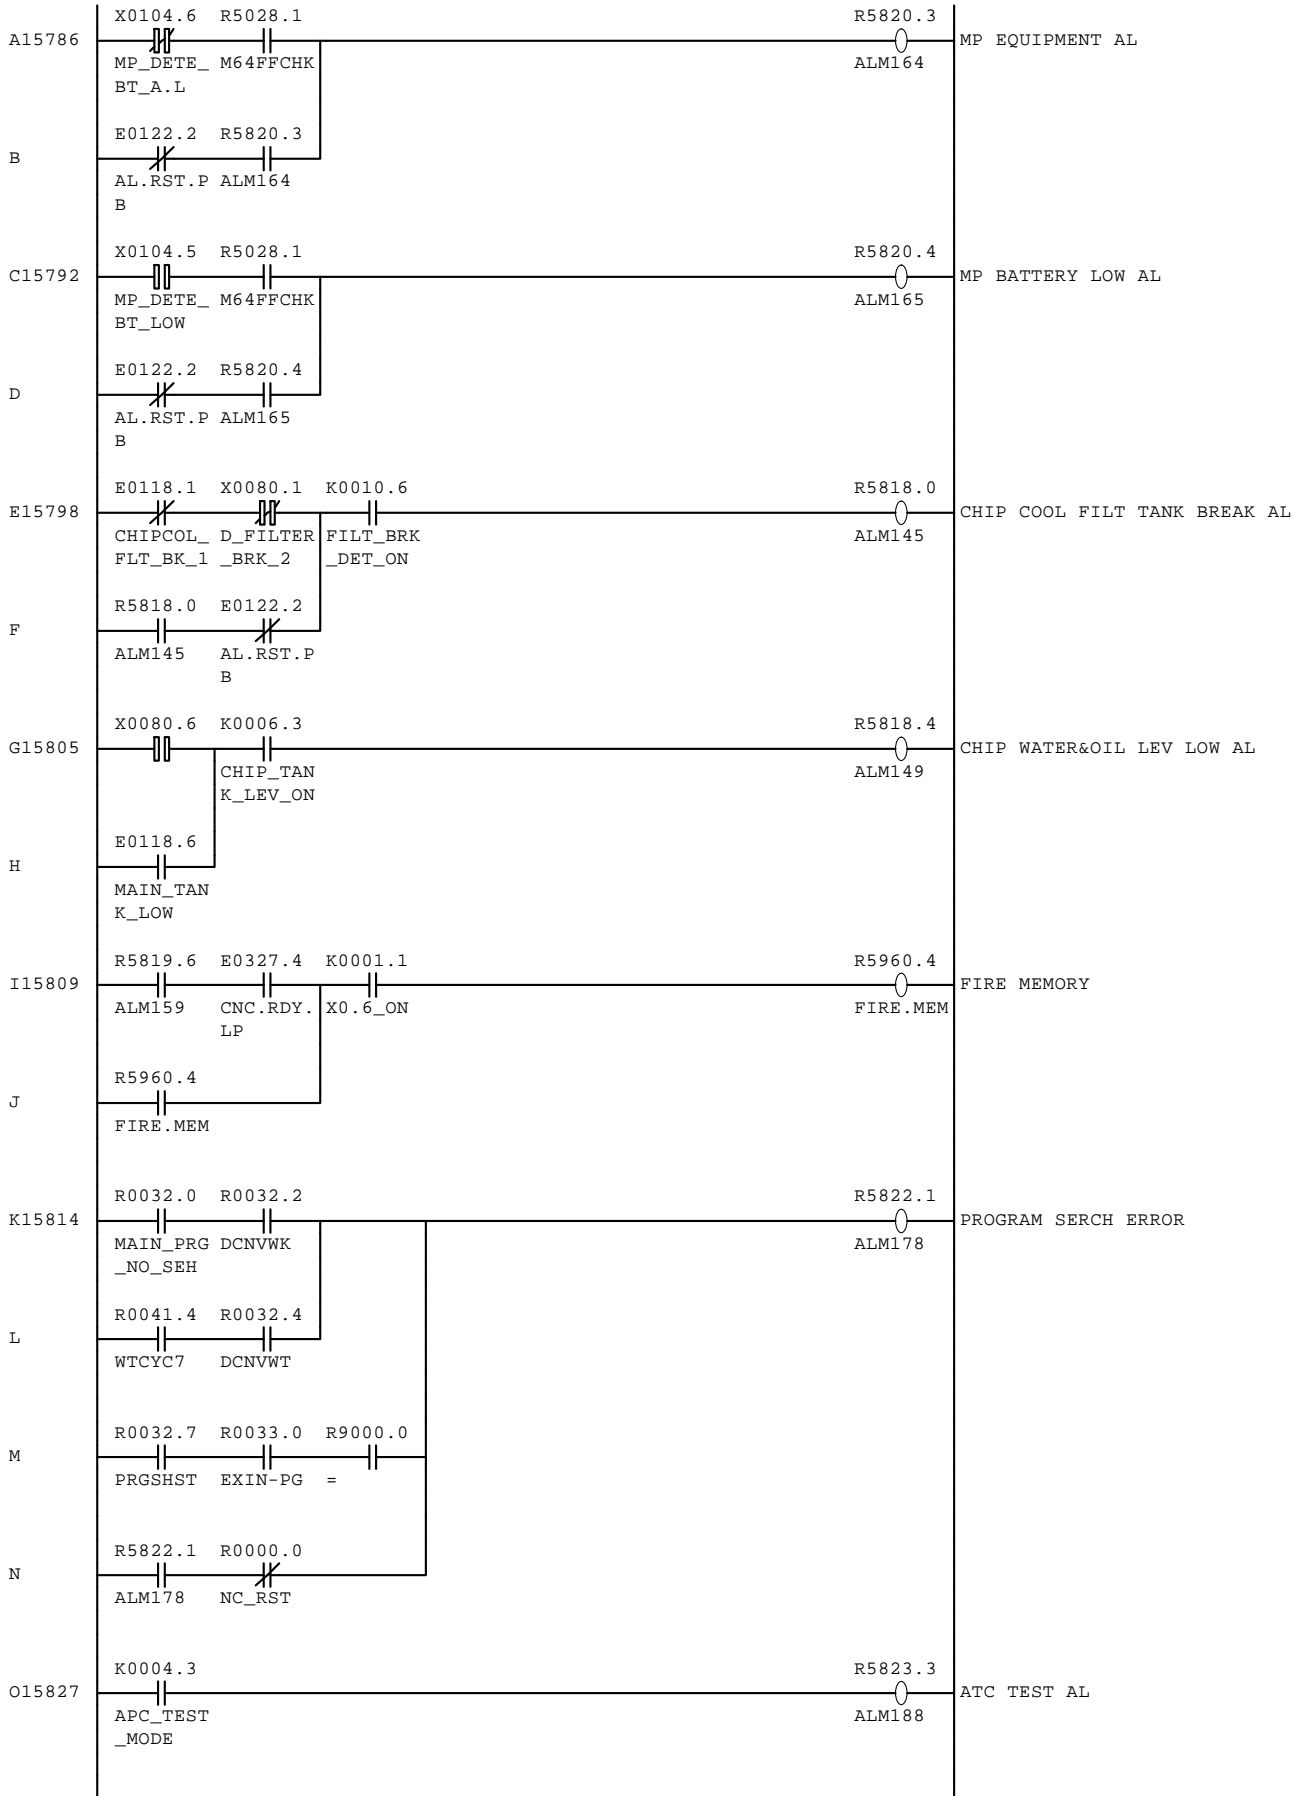 X0104.6 R5028.1 R5820.3
A15786 MP EQUIPMENT AL
MP_DETE_ M64FFCHK ALM164
BT_A.L
E0122.2 R5820.3
B
AL.RST.P ALM164
B
X0104.5 R5028.1 R5820.4
C15792 MP BATTERY LOW AL
MP_DETE_ M64FFCHK ALM165
BT_LOW
E0122.2 R5820.4
D
AL.RST.P ALM165
B
E0118.1 X0080.1 K0010.6 R5818.0
E15798 CHIP COOL FILT TANK BREAK AL
CHIPCOL_ D_FILTER FILT_BRK ALM145
FLT_BK_1 _BRK_2 _DET_ON
R5818.0 E0122.2
F
ALM145 AL.RST.P
B
X0080.6 K0006.3 R5818.4
G15805 CHIP WATER&OIL LEV LOW AL
CHIP_TAN ALM149
K_LEV_ON
E0118.6
H
MAIN_TAN
K_LOW
R5819.6 E0327.4 K0001.1 R5960.4
I15809 FIRE MEMORY
ALM159 CNC.RDY. X0.6_ON FIRE.MEM
LP
R5960.4
J
FIRE.MEM
R0032.0 R0032.2 R5822.1
K15814 PROGRAM SERCH ERROR
MAIN_PRG DCNVWK ALM178
_NO_SEH
R0041.4 R0032.4
L
WTCYC7 DCNVWT
R0032.7 R0033.0 R9000.0
M
PRGSHST EXIN-PG =
R5822.1 R0000.0
N
ALM178 NC_RST
K0004.3 R5823.3
O15827 ATC TEST AL
APC_TEST ALM188
_MODE